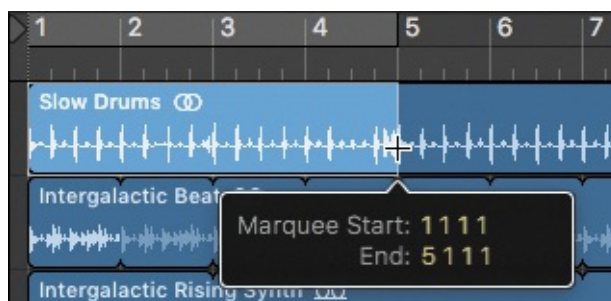 1 2 3 4 5 6 7
Slow Drums
Intergalactic Beat
Marquee Start: 1 1 1 1
End: 5 1 1 1
Intergalactic Rising Synth